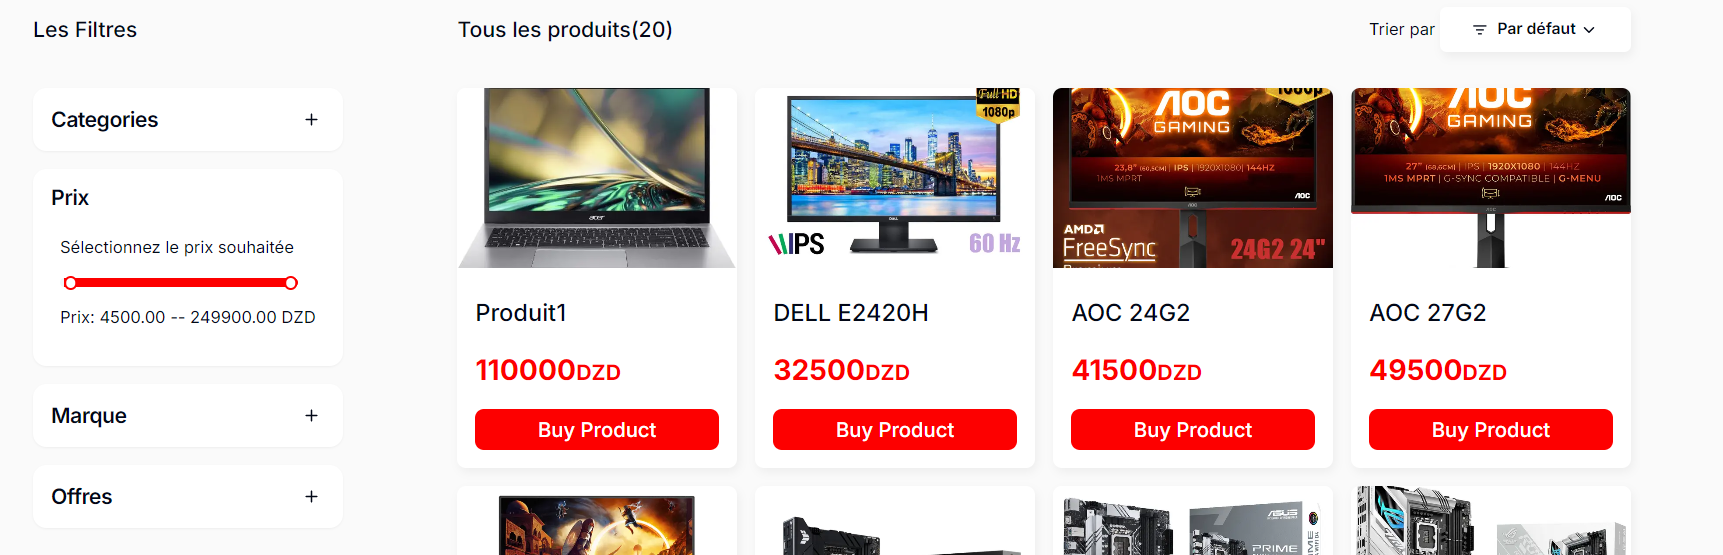 Les Filtres
Tous les produits(20)
Trier par
Par défaut
Categories
+
Prix
Sélectionnez le prix souhaitée
Prix: 4500.00 -- 249900.00 DZD
Marque
+
Offres
+
acer
Produit1
110000DZD
Buy Product
Full HD
1080p
DELL
IPS
60 Hz
DELL E2420H
32500DZD
Buy Product
1080p
AOC
GAMING
23,8" (60,5CM) | IPS | 1920X1080 | 144HZ
1MS MPRT
AOC
AMD
FreeSync
24G2 24"
AOC 24G2
41500DZD
Buy Product
AOC
GAMING
27" (68,6CM) | IPS | 1920X1080 | 144HZ
1MS MPRT | G-SYNC COMPATIBLE | G-MENU
AOC
AOC 27G2
49500DZD
Buy Product
ASUS
PRIME